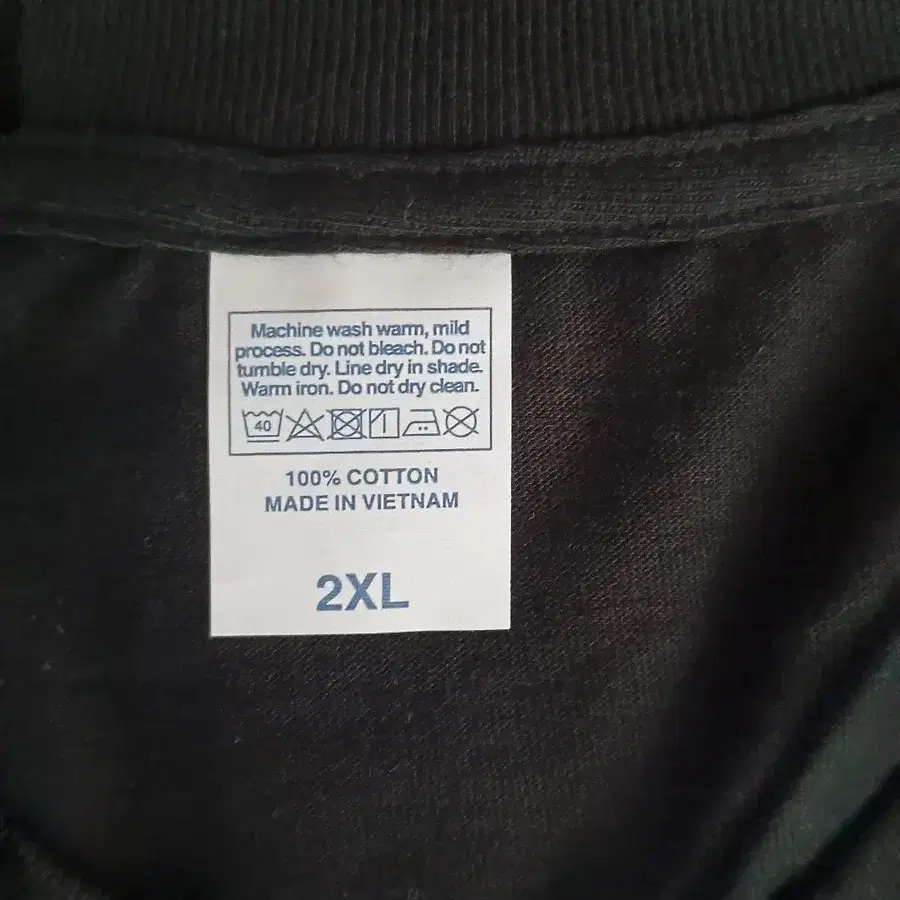 Machine wash warm, mild
process. Do not bleach. Do not
tumble dry. Line dry in shade.
Warm iron. Do not dry clean.
40
100% COTTON
MADE IN VIETNAM
2XL